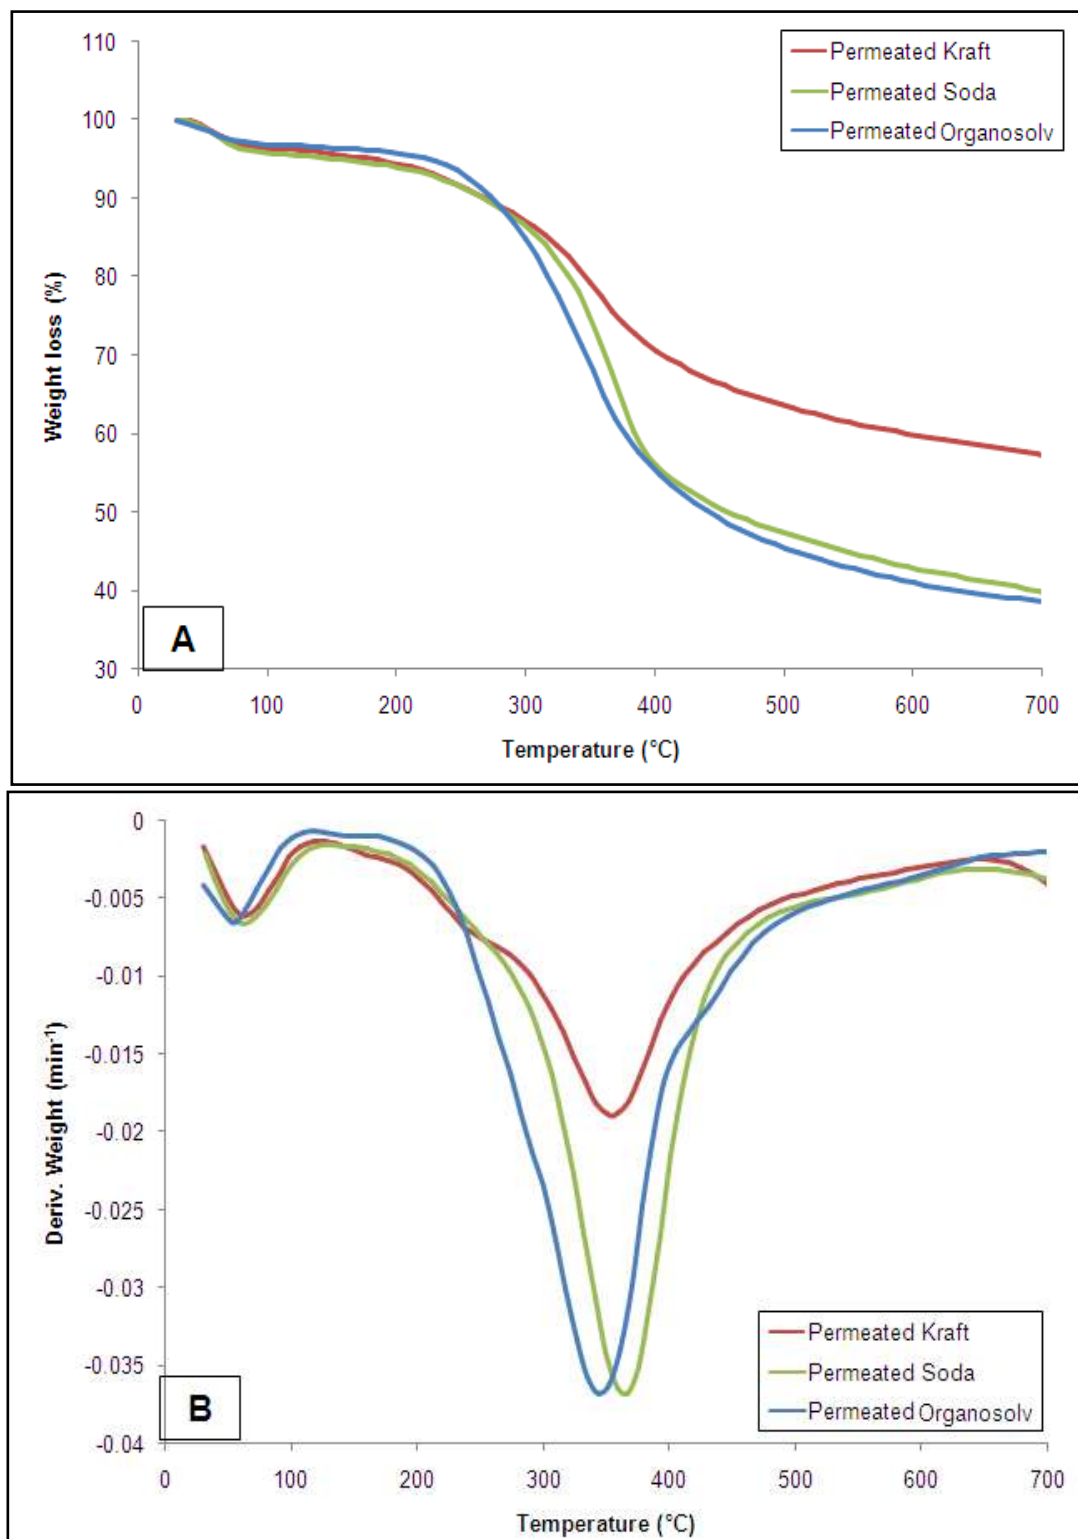 110
100
90
80
70
60
50
40
30
Weight loss (%)
Permeated Kraft
Permeated Soda
Permeated Organosolv
A
0 100 200 300 400 500 600 700
Temperature (°C)
0
-0.005
-0.01
-0.015
-0.02
-0.025
-0.03
-0.035
-0.04
Deriv. Weight (min⁻¹)
Permeated Kraft
Permeated Soda
Permeated Organosolv
B
0 100 200 300 400 500 600 700
Temperature (°C)